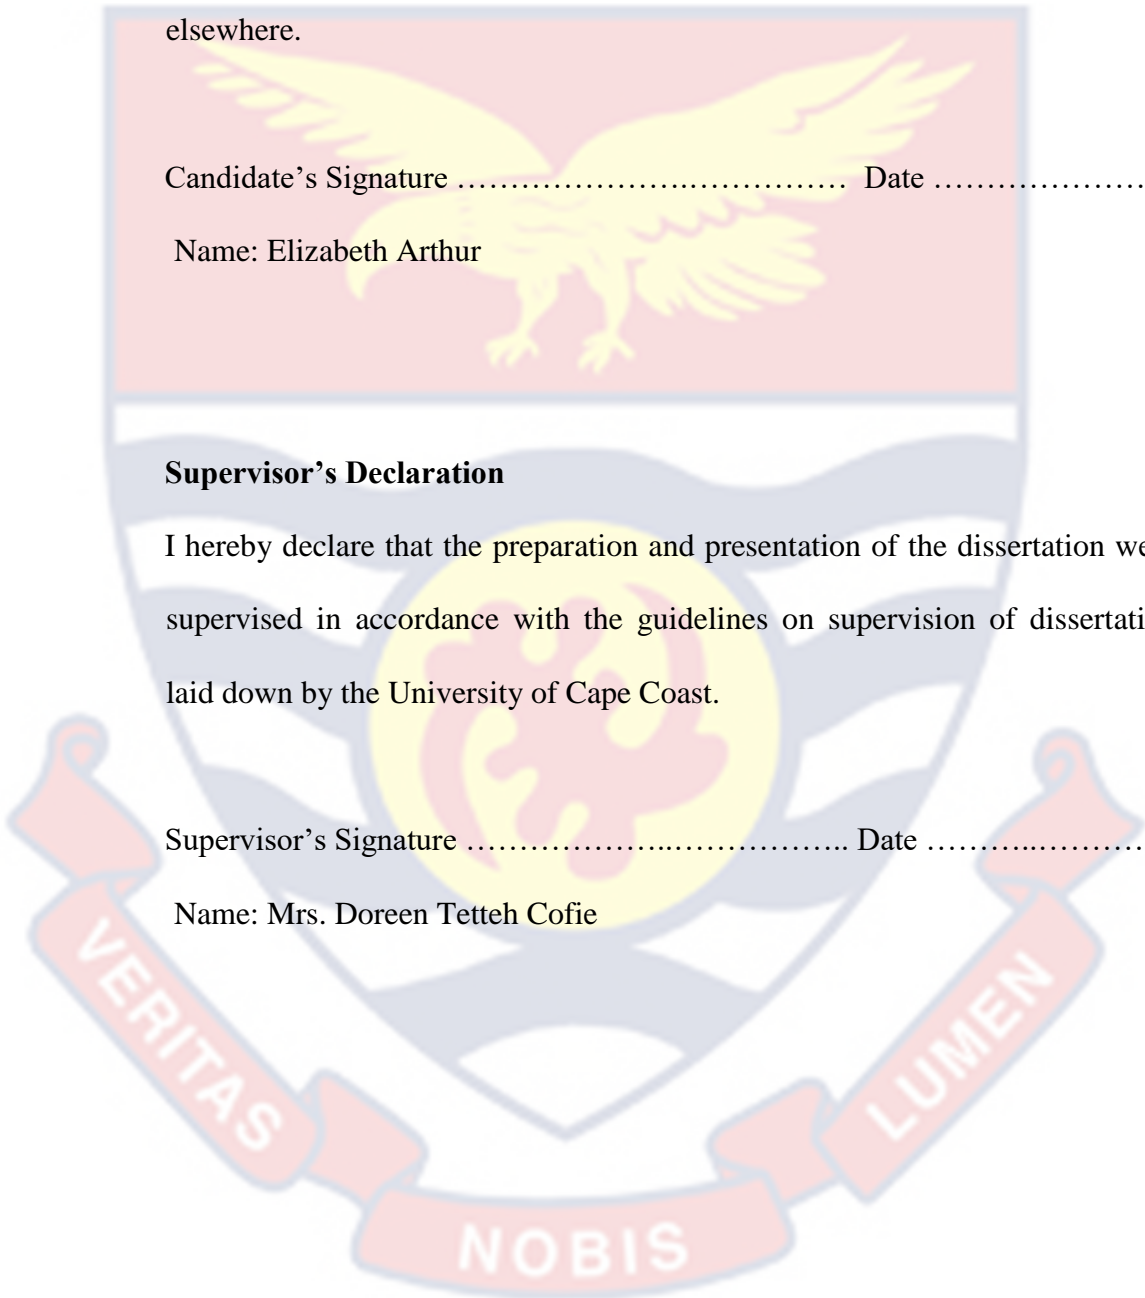 elsewhere.
Candidate’s Signature ………………….…………… Date …………………
Name: Elizabeth Arthur
Supervisor’s Declaration
I hereby declare that the preparation and presentation of the dissertation we
supervised in accordance with the guidelines on supervision of dissertati
laid down by the University of Cape Coast.
Supervisor’s Signature ………………..…………….. Date ………..…………
Name: Mrs. Doreen Tetteh Cofie
VERITAS
NOBIS
LUMEN